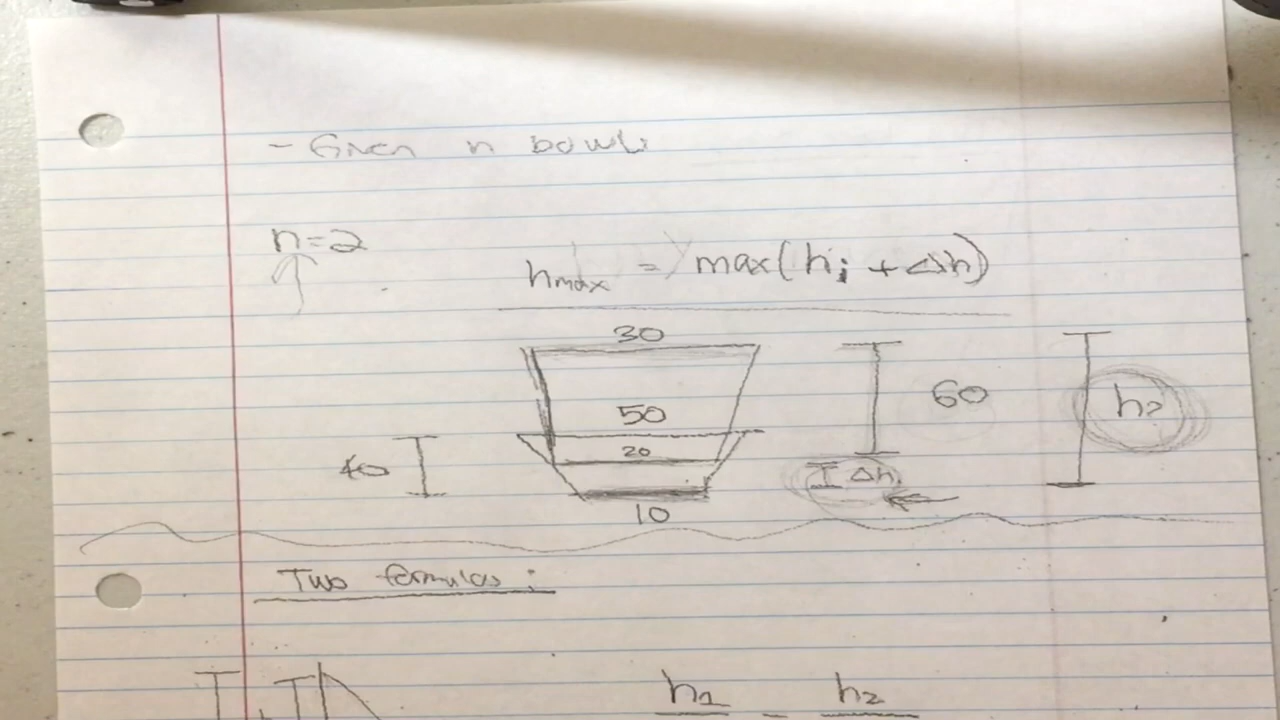 - Given n bowls
n=2
hmax = max(hi + Δh)
30
50
60
h2
40
20
Δh
10
Two formulas:
h1 - h2